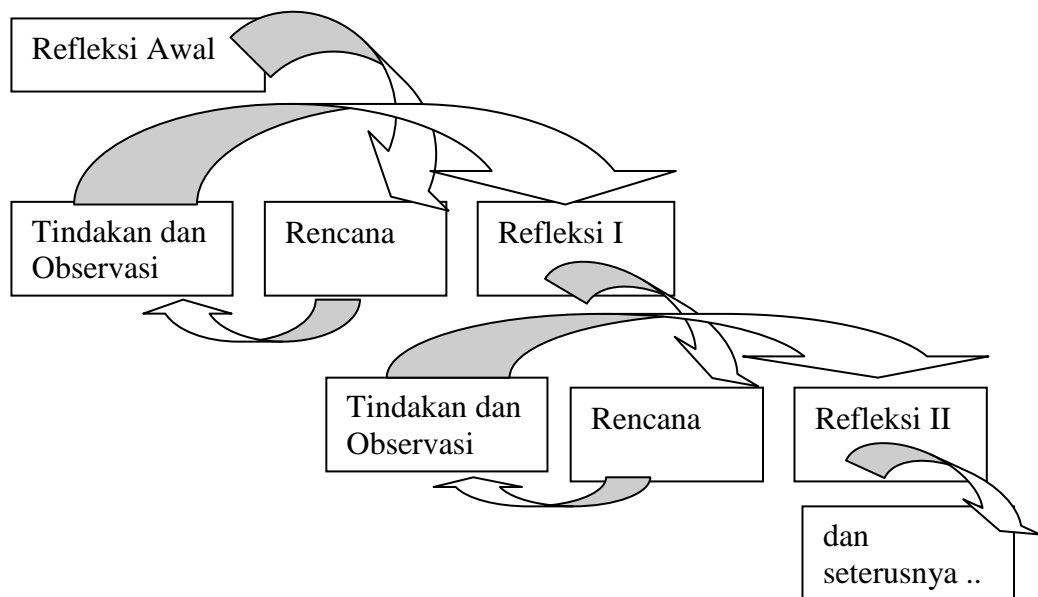 Refleksi Awal
Tindakan dan
Observasi
Rencana
Refleksi I
Tindakan dan
Observasi
Rencana
Refleksi II
dan
seterusnya ..